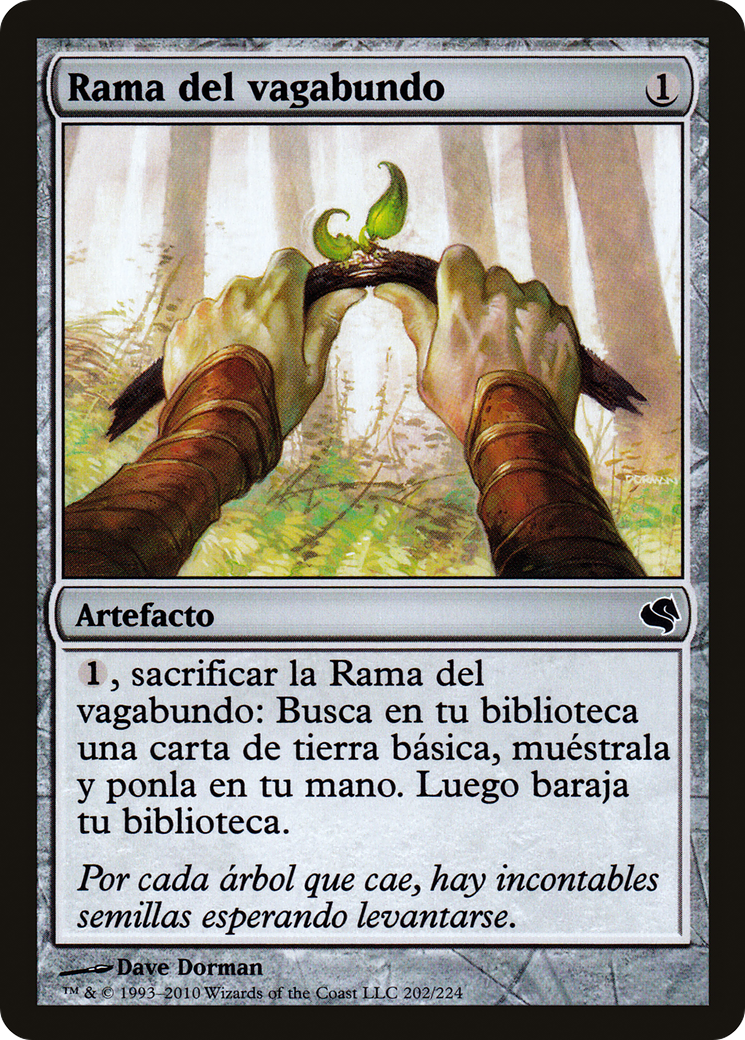 Rama del vagabundo
1
DORMAN
Artefacto
1, sacrificar la Rama del
vagabundo: Busca en tu biblioteca
una carta de tierra básica, muéstrala
y ponla en tu mano. Luego baraja
tu biblioteca.
Por cada árbol que cae, hay incontables
semillas esperando levantarse.
Dave Dorman
™ & © 1993–2010 Wizards of the Coast LLC 202/224